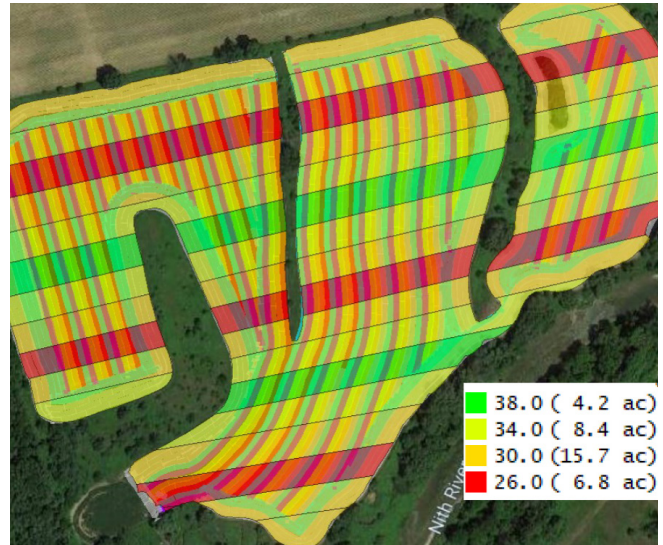 38.0 ( 4.2 ac)
34.0 ( 8.4 ac)
30.0 (15.7 ac)
26.0 ( 6.8 ac)
Nith River